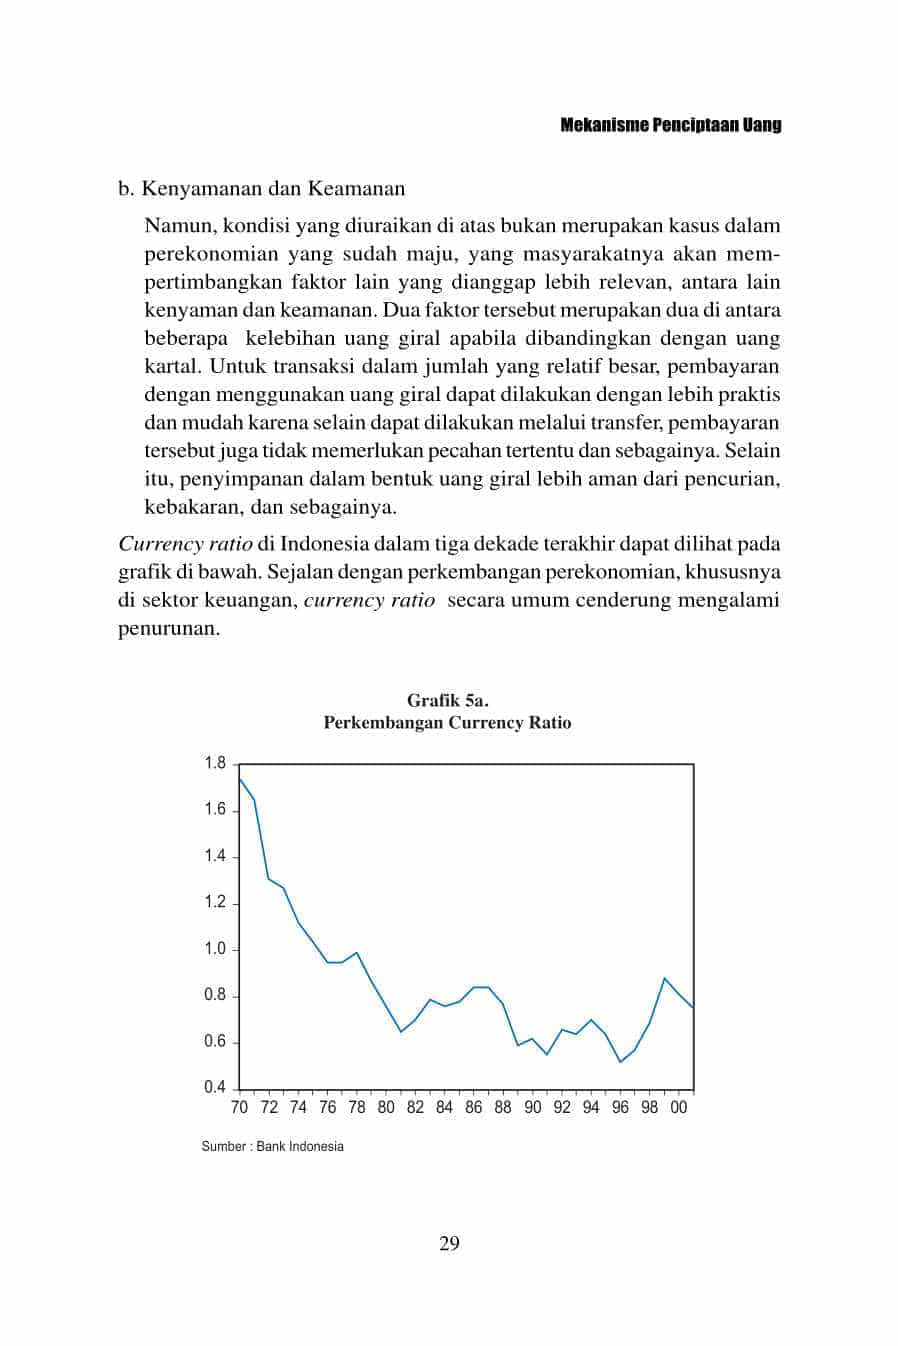 Mekanisme Penciptaan Uang
b. Kenyamanan dan Keamanan
Namun, kondisi yang diuraikan di atas bukan merupakan kasus dalam
perekonomian yang sudah maju, yang masyarakatnya akan mem-
pertimbangkan faktor lain yang dianggap lebih relevan, antara lain
kenyaman dan keamanan. Dua faktor tersebut merupakan dua di antara
beberapa kelebihan uang giral apabila dibandingkan dengan uang
kartal. Untuk transaksi dalam jumlah yang relatif besar, pembayaran
dengan menggunakan uang giral dapat dilakukan dengan lebih praktis
dan mudah karena selain dapat dilakukan melalui transfer, pembayaran
tersebut juga tidak memerlukan pecahan tertentu dan sebagainya. Selain
itu, penyimpanan dalam bentuk uang giral lebih aman dari pencurian,
kebakaran, dan sebagainya.
Currency ratio di Indonesia dalam tiga dekade terakhir dapat dilihat pada
grafik di bawah. Sejalan dengan perkembangan perekonomian, khususnya
di sektor keuangan, currency ratio secara umum cenderung mengalami
penurunan.
Grafik 5a.
Perkembangan Currency Ratio
1.8
1.6
1.4
1.2
1.0
0.8
0.6
0.4
70 72 74 76 78 80 82 84 86 88 90 92 94 96 98 00
Sumber : Bank Indonesia
29